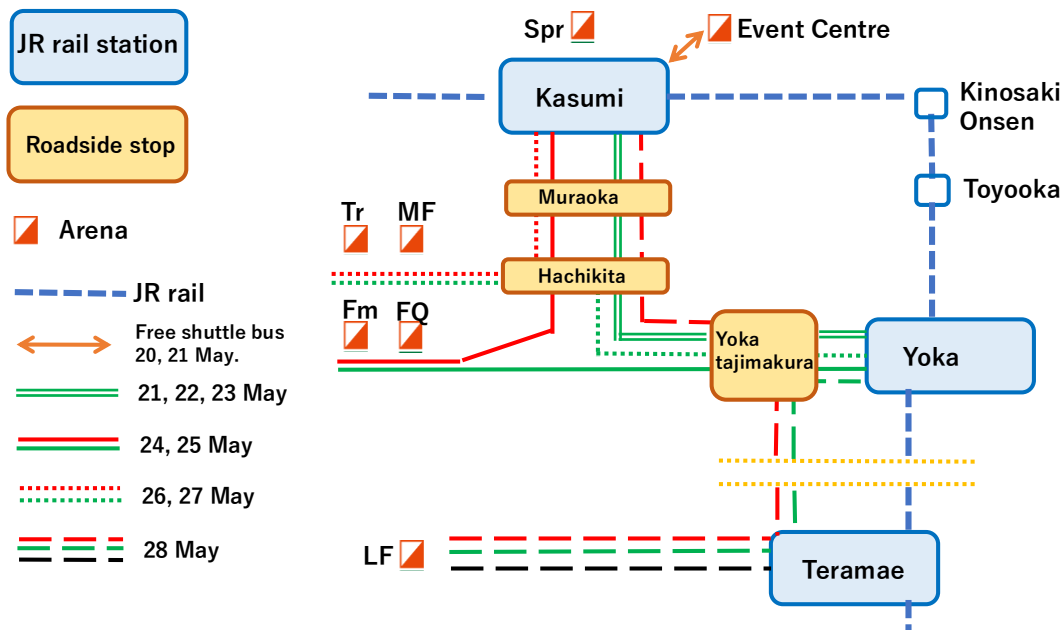 Spr
Event Centre
JR rail station
Kasumi
Kinosaki
Onsen
Roadside stop
Muraoka
Toyooka
Tr MF
Arena
Hachikita
JR rail
Fm FQ
Free shuttle bus
20, 21 May.
Yoka
tajimakura
Yoka
21, 22, 23 May
24, 25 May
26, 27 May
28 May
LF
Teramae